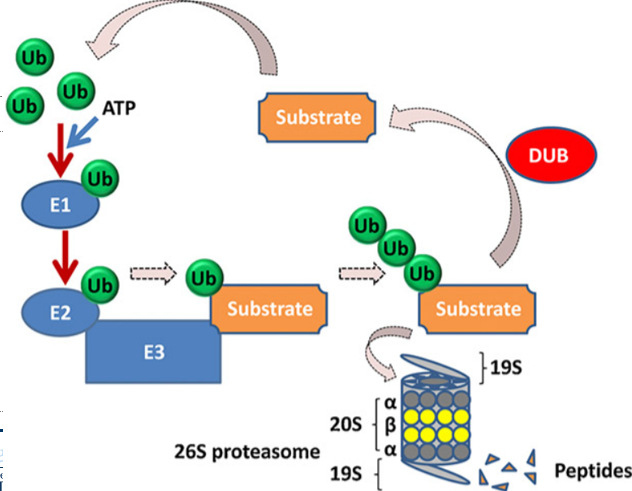 Ub
Ub
Ub
ATP
Substrate
DUB
Ub
E1
Ub
Ub
Ub
Ub
Ub
E2
Substrate
Substrate
E3
19S
α
20S
β
α
26S proteasome
19S
Peptides